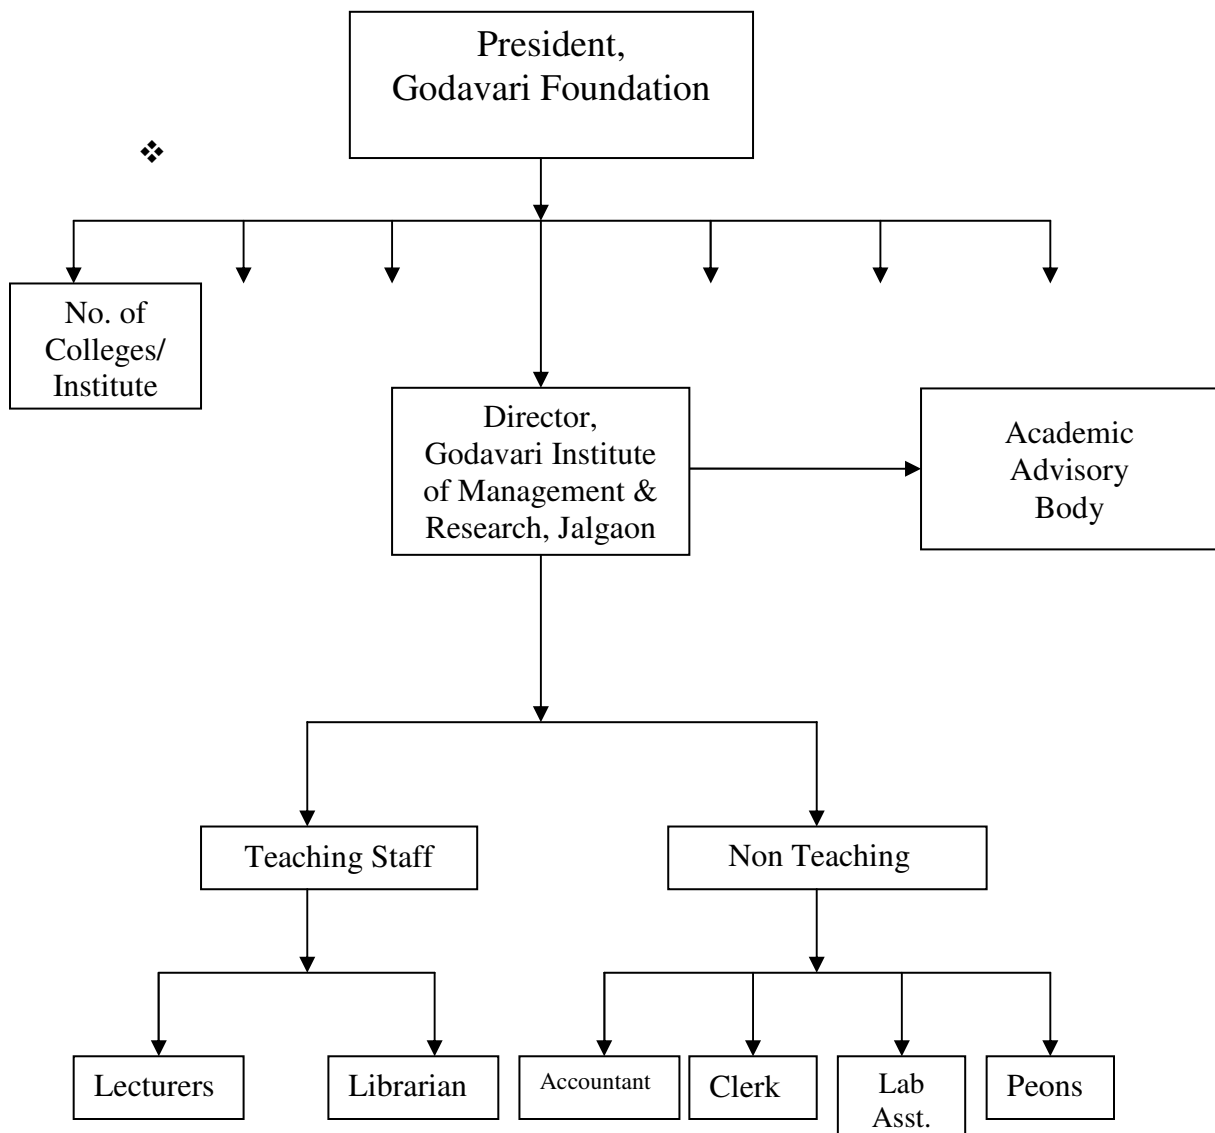 President,
Godavari Foundation
❖
No. of
Colleges/
Institute
Director,
Godavari Institute
of Management &
Research, Jalgaon
Academic
Advisory
Body
Teaching Staff
Non Teaching
Lecturers
Librarian
Accountant
Clerk
Lab
Asst.
Peons